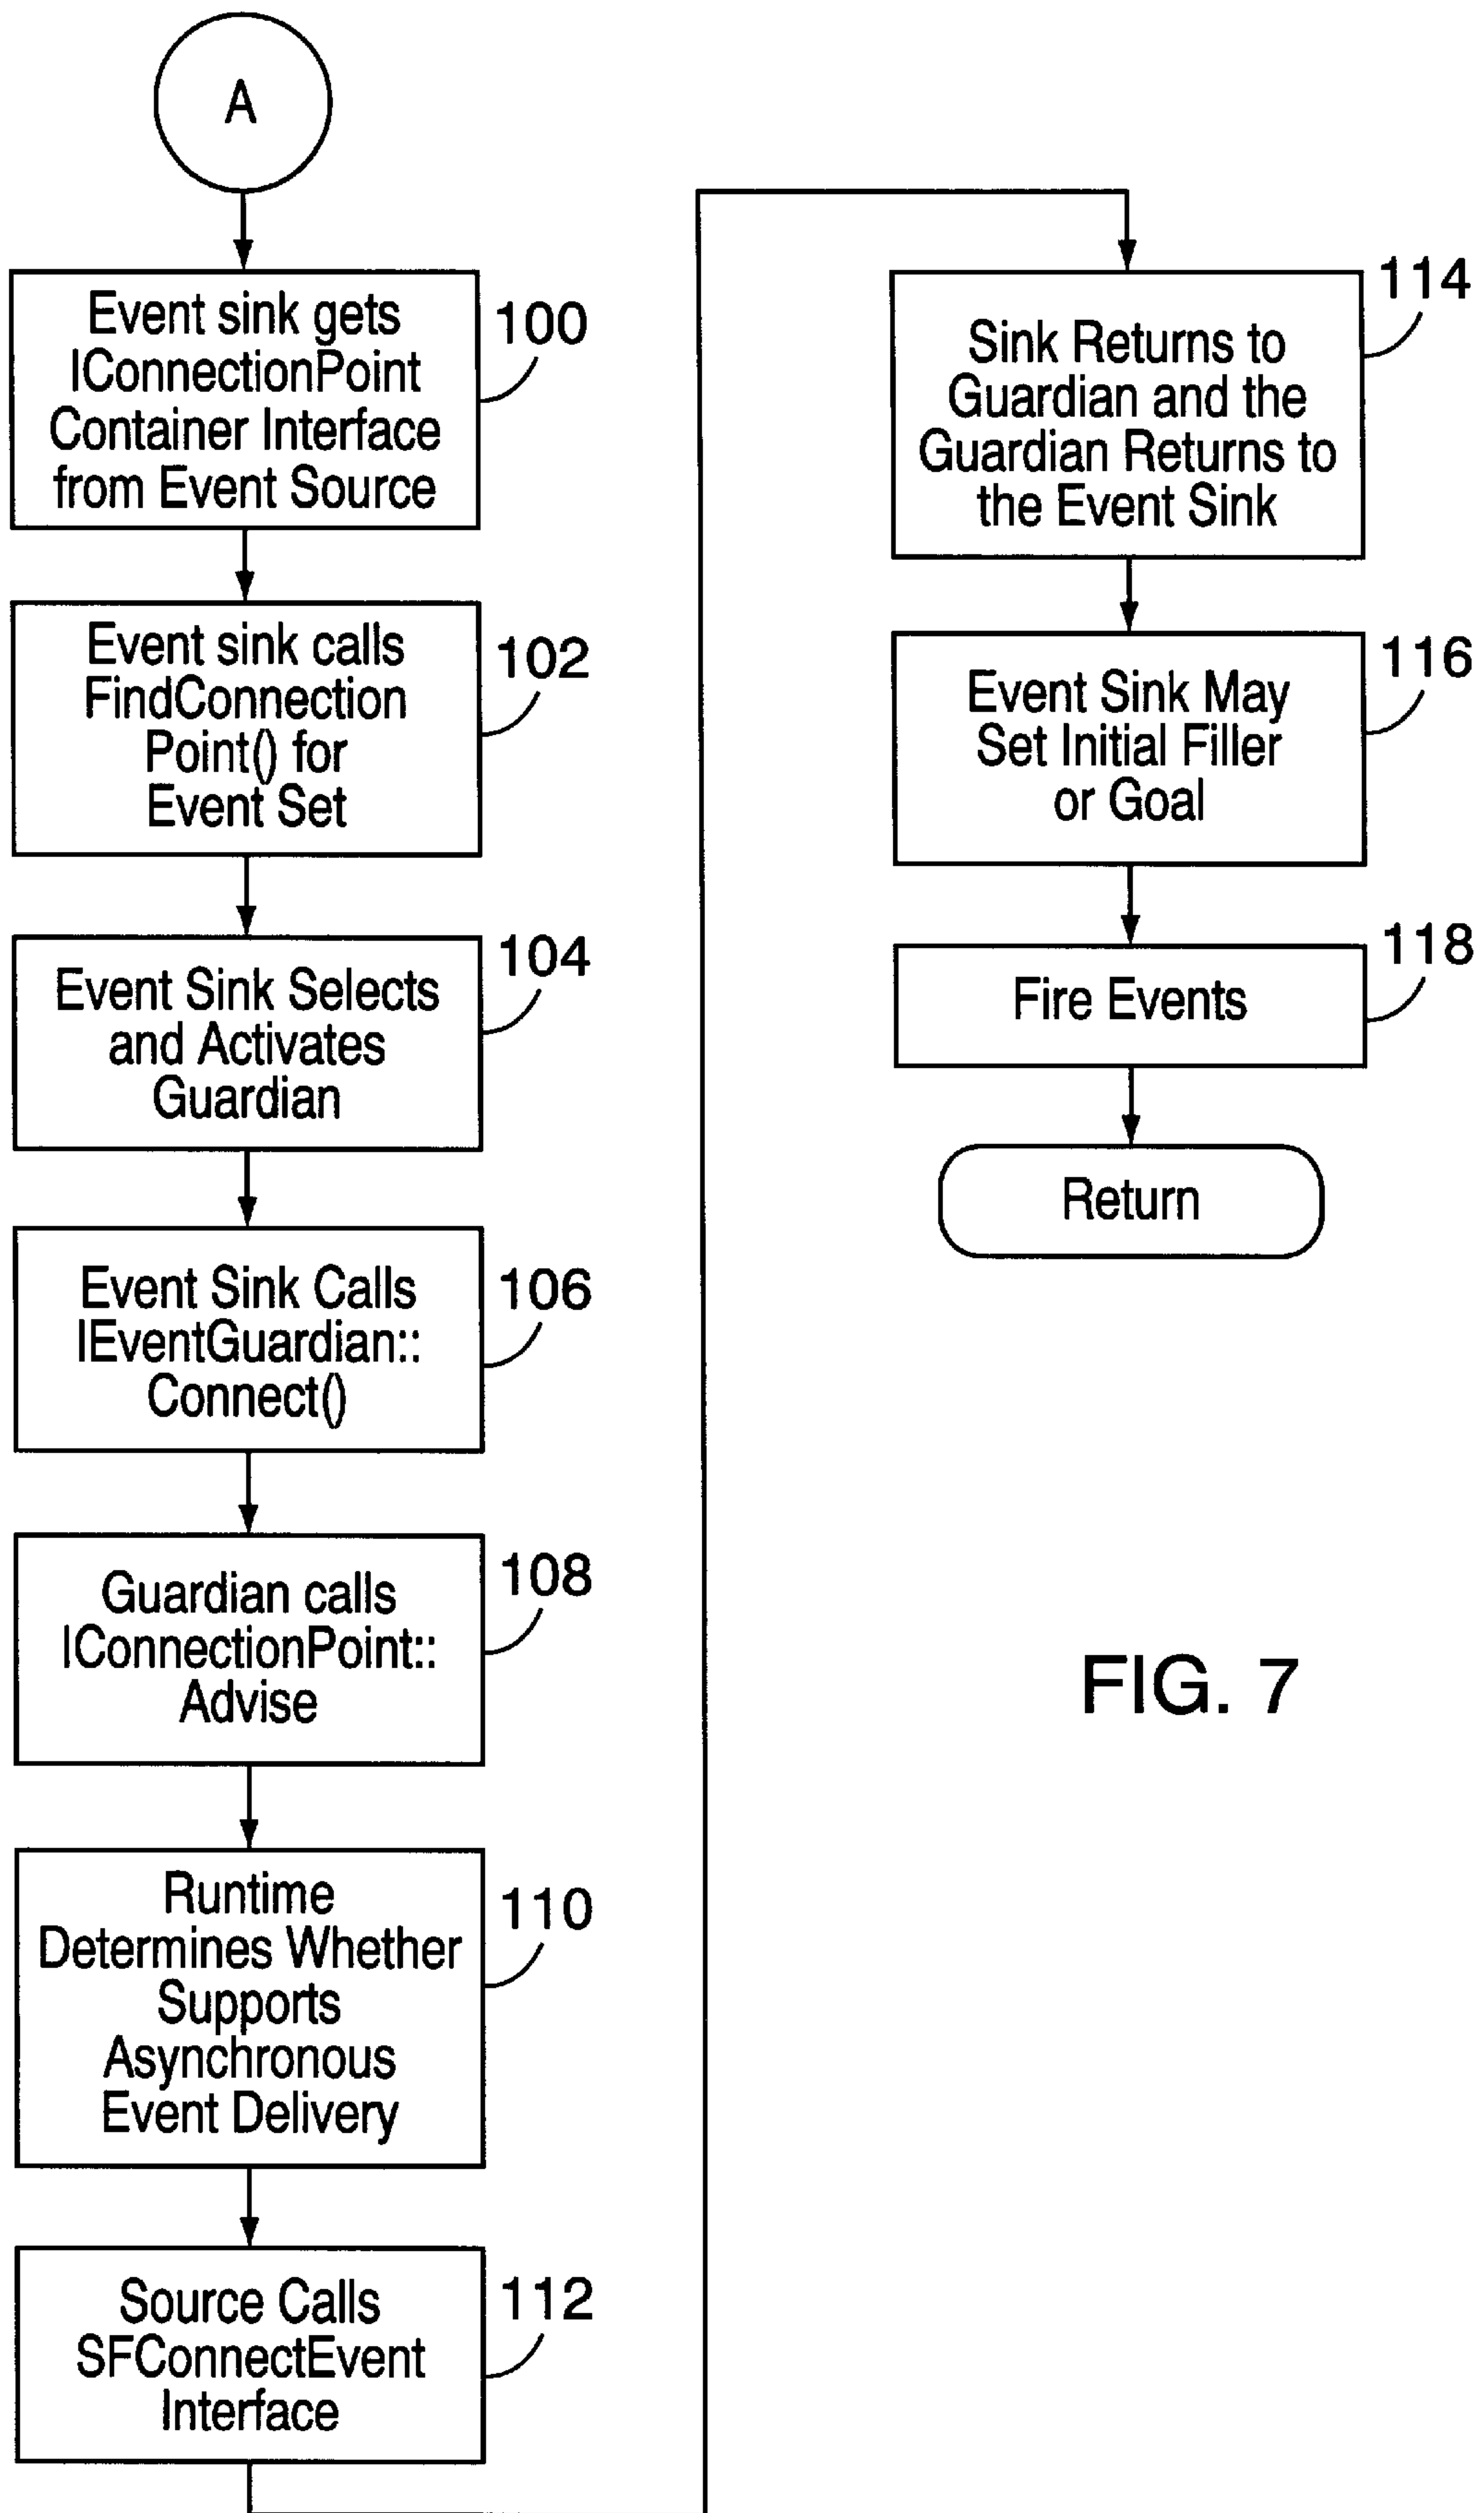 A
Event sink gets
IConnectionPoint
Container Interface
from Event Source
100
Event sink calls
FindConnection
Point() for
Event Set
102
Event Sink Selects
and Activates
Guardian
104
Event Sink Calls
IEventGuardian::
Connect()
106
Guardian calls
IConnectionPoint::
Advise
108
Runtime
Determines Whether
Supports
Asynchronous
Event Delivery
110
Source Calls
SFConnectEvent
Interface
112
Sink Returns to
Guardian and the
Guardian Returns to
the Event Sink
114
Event Sink May
Set Initial Filler
or Goal
116
Fire Events
118
Return
FIG. 7